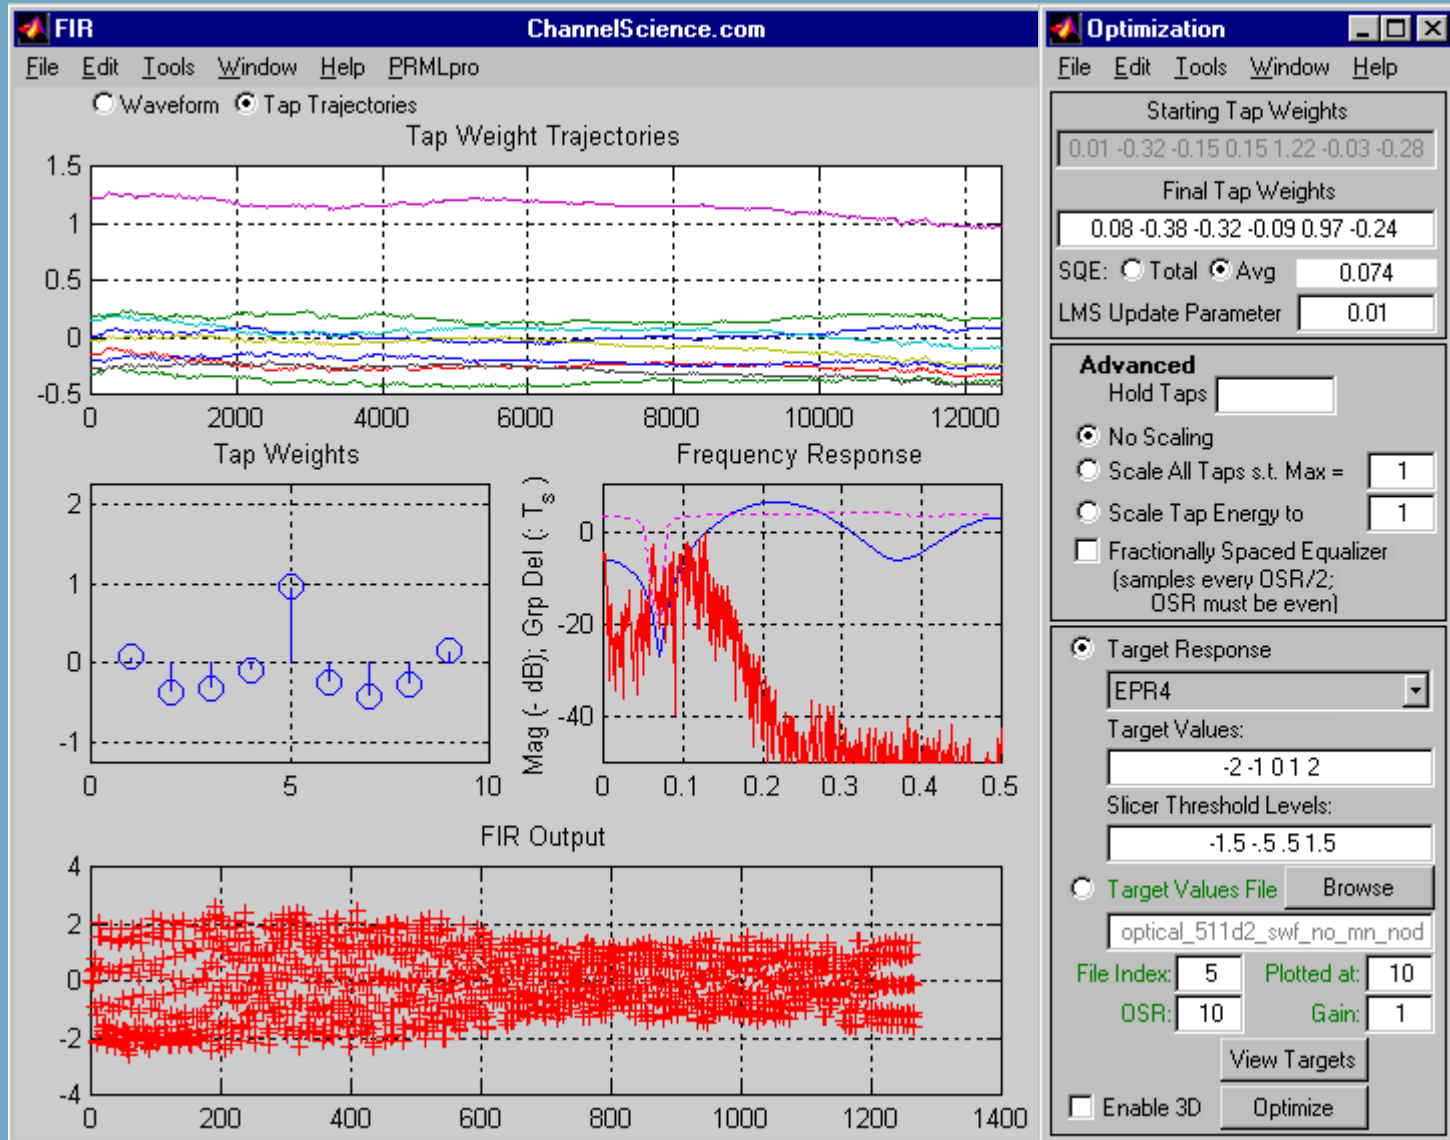 FIR ChannelScience.com
File Edit Tools Window Help PRMLpro
Waveform Tap Trajectories
Tap Weight Trajectories
1.5
1
0.5
0
-0.5
0 2000 4000 6000 8000 10000 12000
Tap Weights
2
1
0
-1
0 5 10
Frequency Response
Mag (- dB); Grp Del (: Ts)
0
-20
-40
0 0.1 0.2 0.3 0.4 0.5
FIR Output
4
2
0
-2
-4
0 200 400 600 800 1000 1200 1400
Optimization
File Edit Tools Window Help
Starting Tap Weights
0.01 -0.32 -0.15 0.15 1.22 -0.03 -0.28
Final Tap Weights
0.08 -0.38 -0.32 -0.09 0.97 -0.24
SQE: Total Avg 0.074
LMS Update Parameter 0.01
Advanced
Hold Taps
No Scaling
Scale All Taps s.t. Max = 1
Scale Tap Energy to 1
Fractionally Spaced Equalizer
(samples every OSR/2;
OSR must be even)
Target Response
EPR4
Target Values:
-2 -1 0 1 2
Slicer Threshold Levels:
-1.5 -.5 .5 1.5
Target Values File Browse
optical_511d2_swf_no_mn_nod
File Index: 5 Plotted at: 10
OSR: 10 Gain: 1
View Targets
Enable 3D Optimize